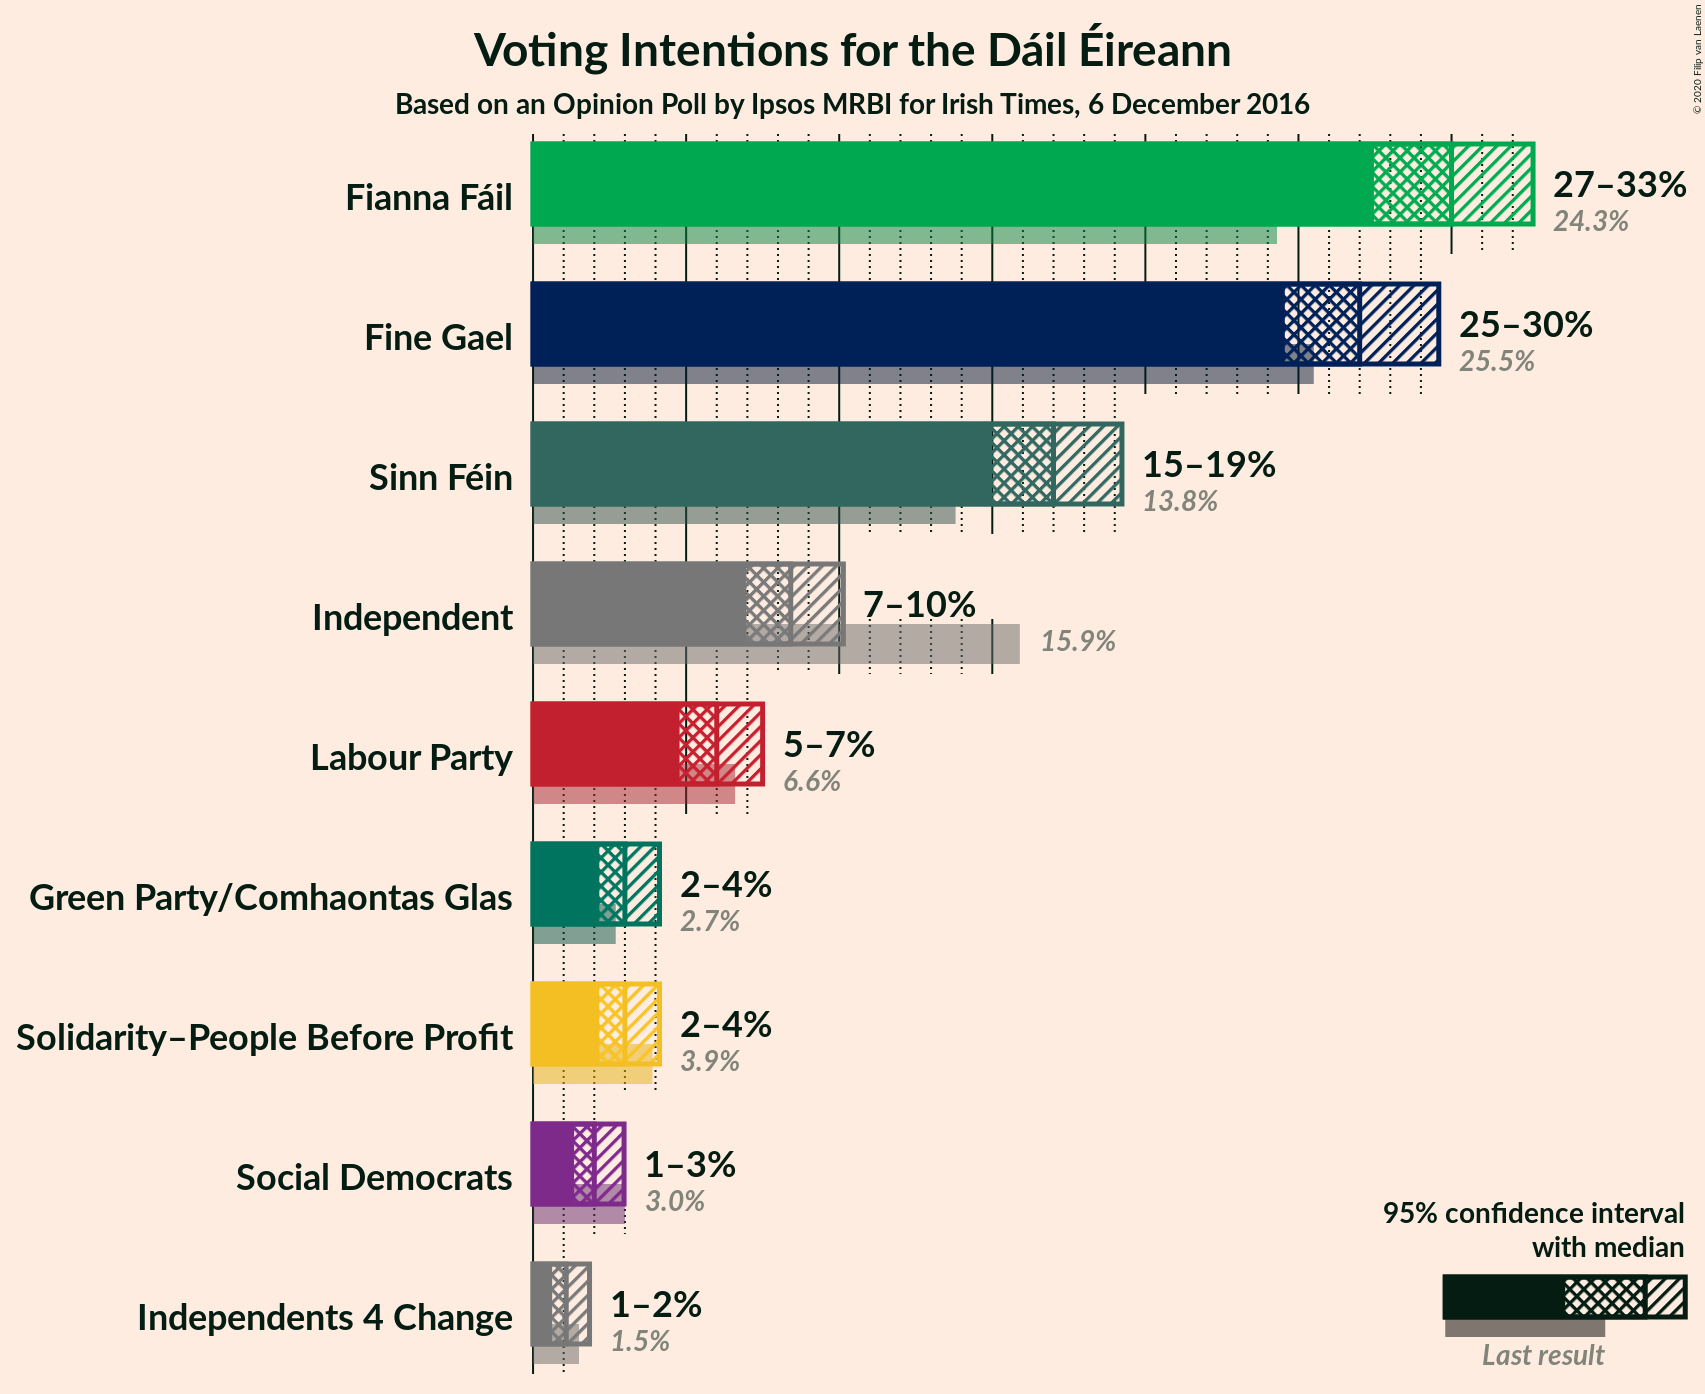 Voting Intentions for the Dáil Éireann
Based on an Opinion Poll by Ipsos MRBI for Irish Times, 6 December 2016
© 2020 Filip van Laenen
Fianna Fáil
27–33%
24.3%
Fine Gael
25–30%
25.5%
Sinn Féin
15–19%
13.8%
Independent
7–10%
15.9%
Labour Party
5–7%
6.6%
Green Party/Comhaontas Glas
2–4%
2.7%
Solidarity–People Before Profit
2–4%
3.9%
Social Democrats
1–3%
3.0%
Independents 4 Change
1–2%
1.5%
95% confidence interval
with median
Last result